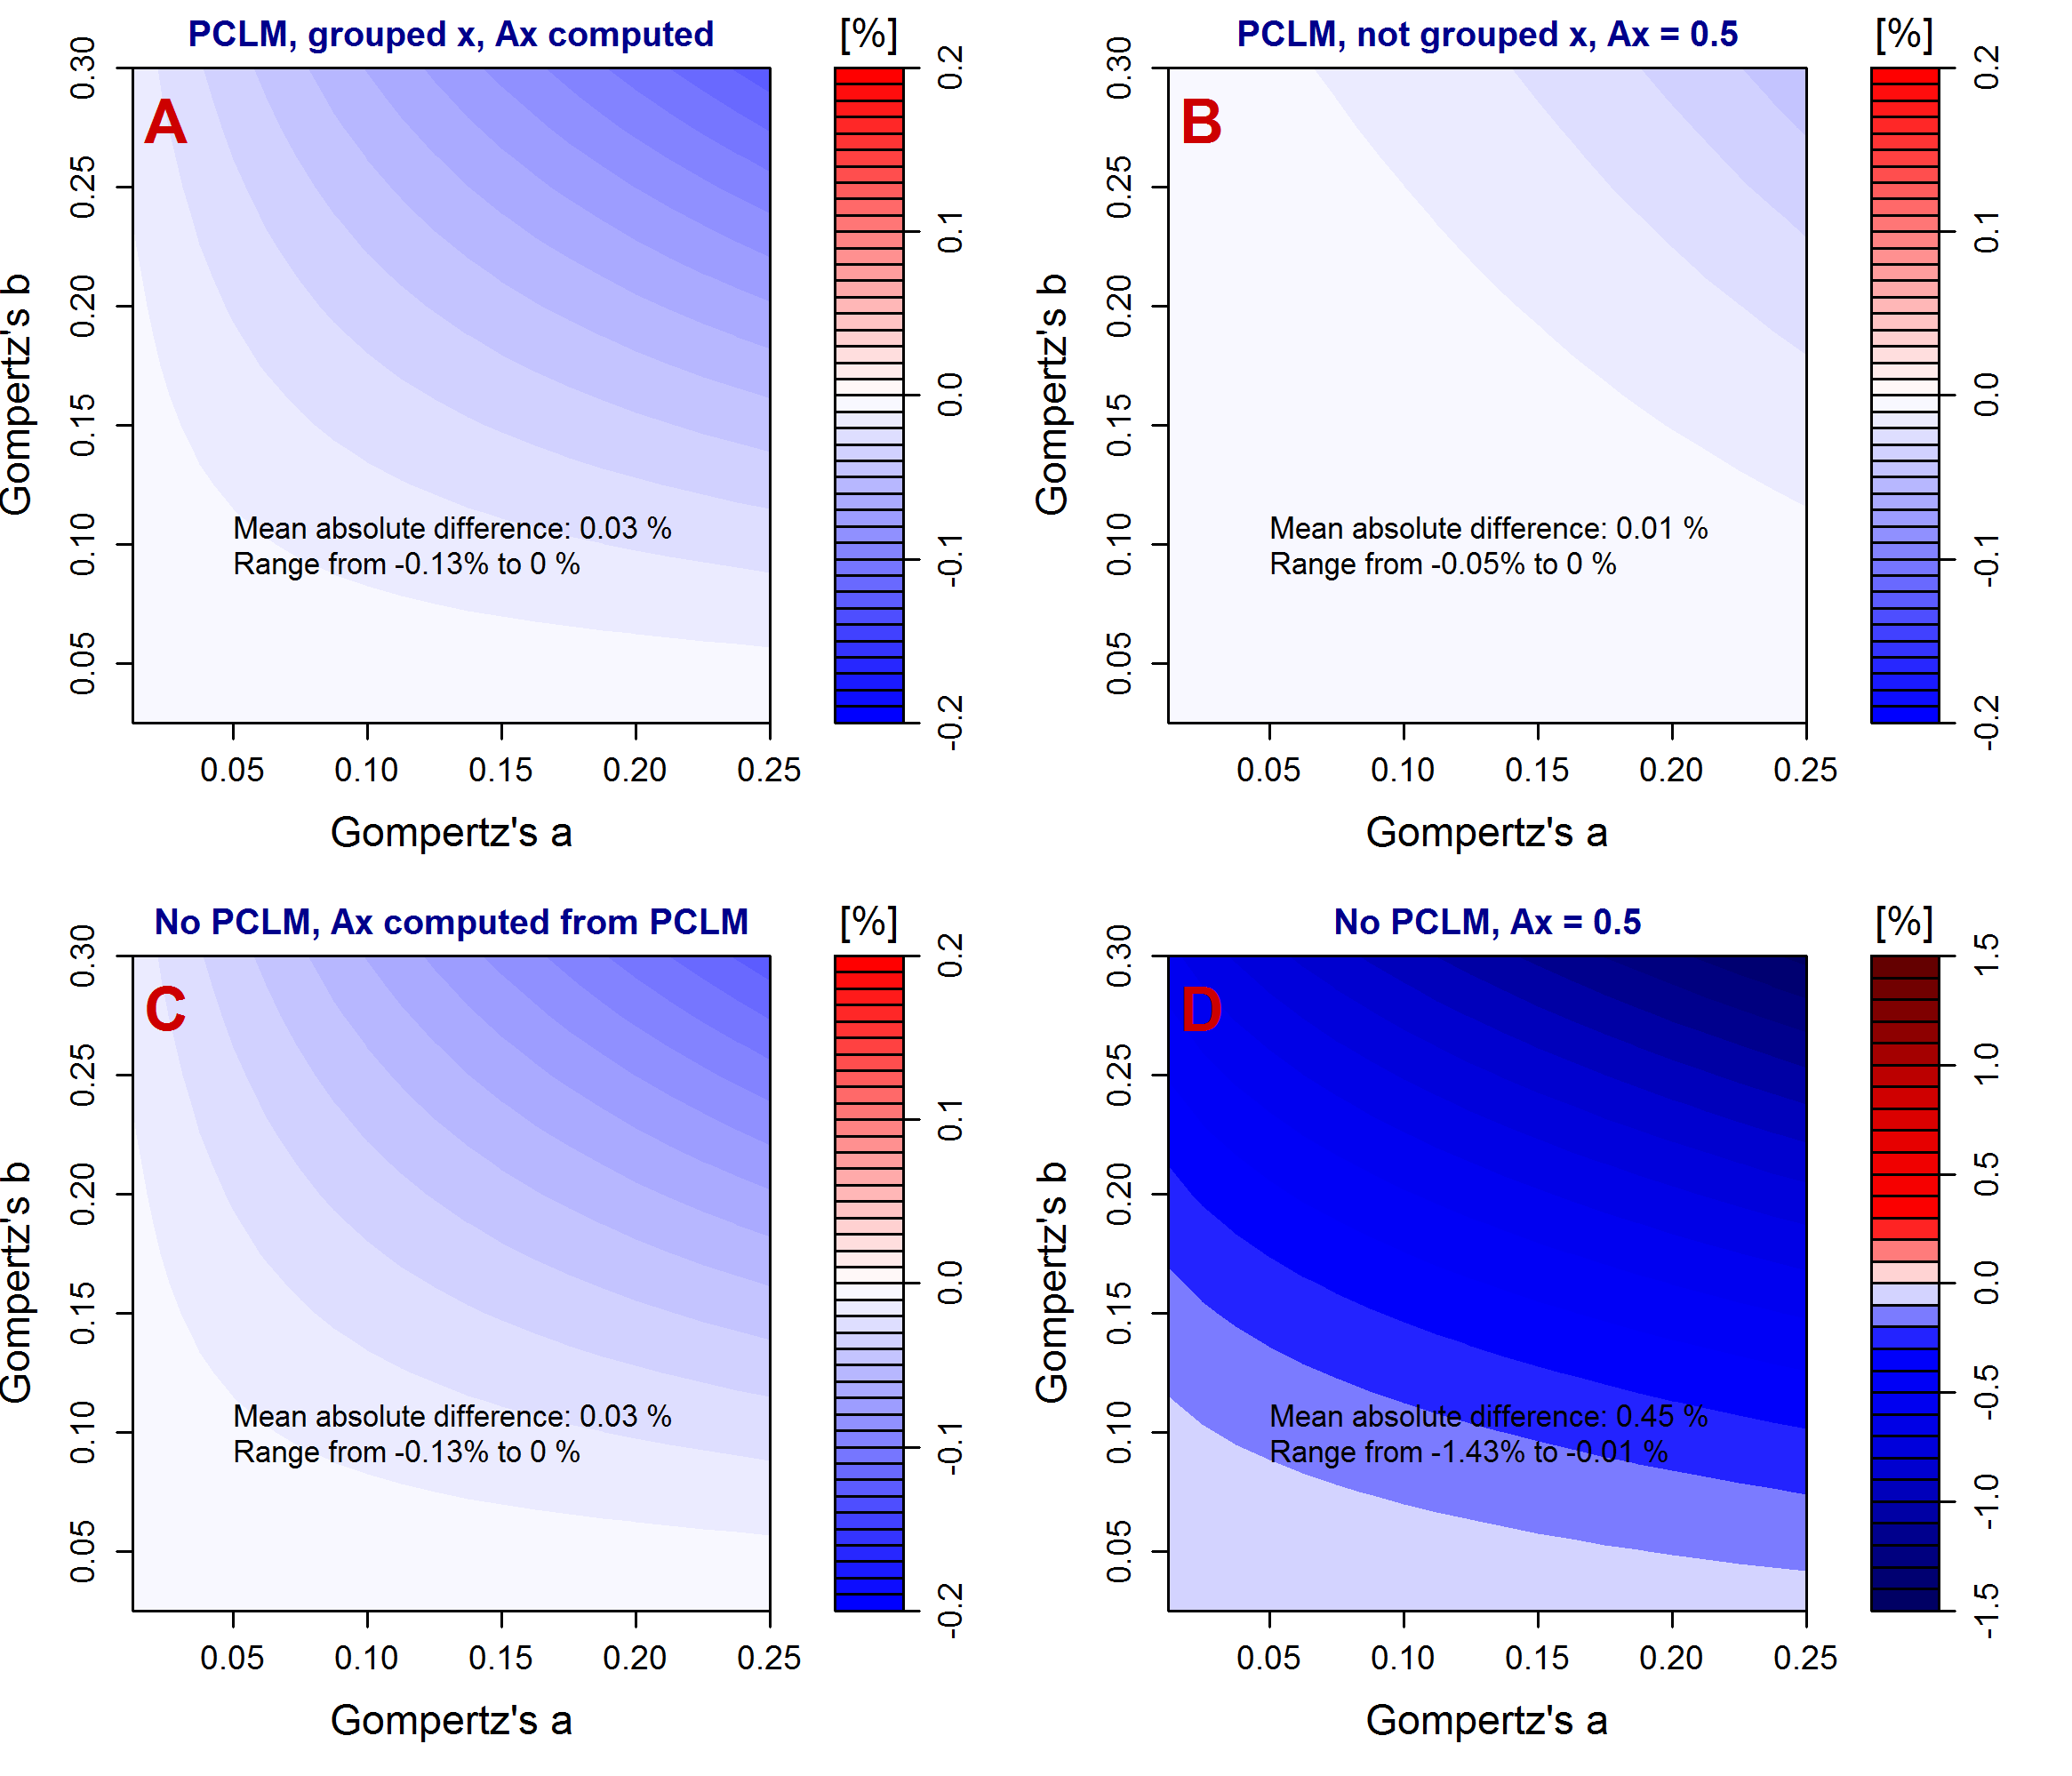 PCLM, grouped x, Ax computed
[%]
A
0.30
0.25
0.20
0.15
0.10
0.05
Gompertz's b
Mean absolute difference: 0.03 %
Range from -0.13% to 0 %
0.05 0.10 0.15 0.20 0.25
Gompertz's a
0.2
0.1
0.0
-0.1
-0.2
PCLM, not grouped x, Ax = 0.5
[%]
B
0.30
0.25
0.20
0.15
0.10
0.05
Gompertz's b
Mean absolute difference: 0.01 %
Range from -0.05% to 0 %
0.05 0.10 0.15 0.20 0.25
Gompertz's a
0.2
0.1
0.0
-0.1
-0.2
No PCLM, Ax computed from PCLM
[%]
C
0.30
0.25
0.20
0.15
0.10
0.05
Gompertz's b
Mean absolute difference: 0.03 %
Range from -0.13% to 0 %
0.05 0.10 0.15 0.20 0.25
Gompertz's a
0.2
0.1
0.0
-0.1
-0.2
No PCLM, Ax = 0.5
[%]
D
0.30
0.25
0.20
0.15
0.10
0.05
Gompertz's b
Mean absolute difference: 0.45 %
Range from -1.43% to -0.01 %
0.05 0.10 0.15 0.20 0.25
Gompertz's a
1.5
1.0
0.5
0.0
-0.5
-1.0
-1.5